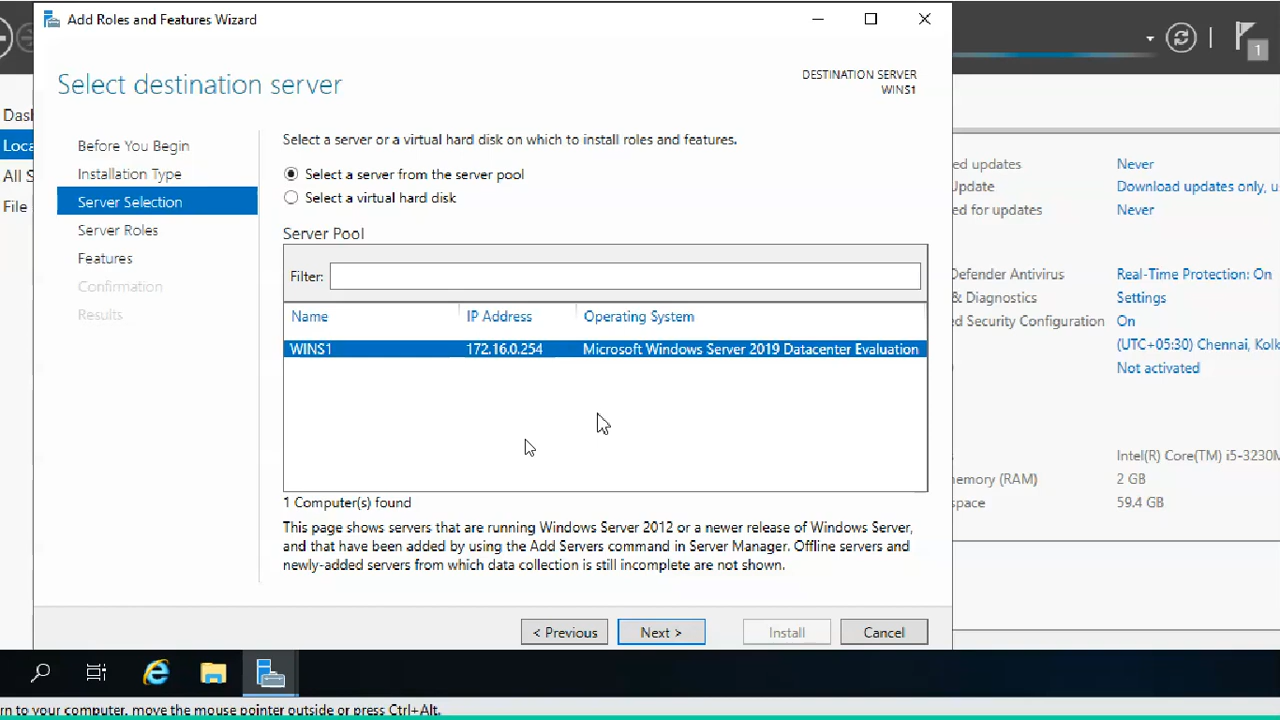 Add Roles and Features Wizard
1
Select destination server
DESTINATION SERVER
WINS1
Before You Begin
Installation Type
Server Selection
Server Roles
Features
Confirmation
Results
Select a server or a virtual hard disk on which to install roles and features.
Select a server from the server pool
Select a virtual hard disk
Server Pool
Filter:
Name IP Address Operating System
WINS1 172.16.0.254 Microsoft Windows Server 2019 Datacenter Evaluation
1 Computer(s) found
This page shows servers that are running Windows Server 2012 or a newer release of Windows Server,
and that have been added by using the Add Servers command in Server Manager. Offline servers and
newly-added servers from which data collection is still incomplete are not shown.
< Previous Next > Install Cancel
Dash
Loca
All S
File
ed updates Never
Update Download updates only, u
ed for updates Never
Defender Antivirus Real-Time Protection: On
& Diagnostics Settings
ed Security Configuration On
(UTC+05:30) Chennai, Kolk
Not activated
s Intel(R) Core(TM) i5-3230M
emory (RAM) 2 GB
space 59.4 GB
rn to your computer, move the mouse pointer outside or press Ctrl+Alt.